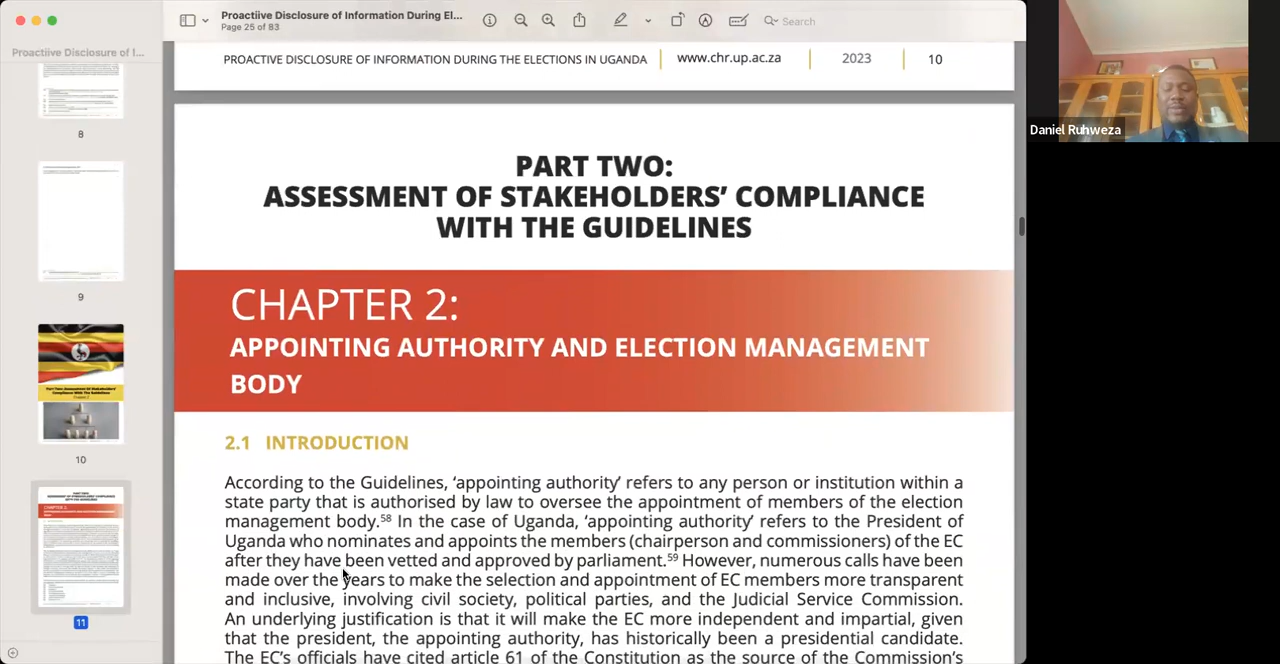 Proactiive Disclosure of Information During El...
Page 25 of 83
Search
Proactiive Disclosure of I...
8
9
10
11
PROACTIVE DISCLOSURE OF INFORMATION DURING THE ELECTIONS IN UGANDA
www.chr.up.ac.za
2023
10
PART TWO:
ASSESSMENT OF STAKEHOLDERS’ COMPLIANCE
WITH THE GUIDELINES
CHAPTER 2:
APPOINTING AUTHORITY AND ELECTION MANAGEMENT
BODY
2.1 INTRODUCTION
According to the Guidelines, ‘appointing authority’ refers to any person or institution within a
state party that is authorised by law to oversee the appointment of members of the election
management body.⁵⁸ In the case of Uganda, ‘appointing authority’ refers to the President of
Uganda who nominates and appoints the members (chairperson and commissioners) of the EC
after they have been vetted and approved by parliament.⁵⁹ However, numerous calls have been
made over the years to make the selection and appointment of EC members more transparent
and inclusive, involving civil society, political parties, and the Judicial Service Commission.
An underlying justification is that it will make the EC more independent and impartial, given
that the president, the appointing authority, has historically been a presidential candidate.
The EC’s officials have cited article 61 of the Constitution as the source of the Commission’s
Daniel Ruhweza